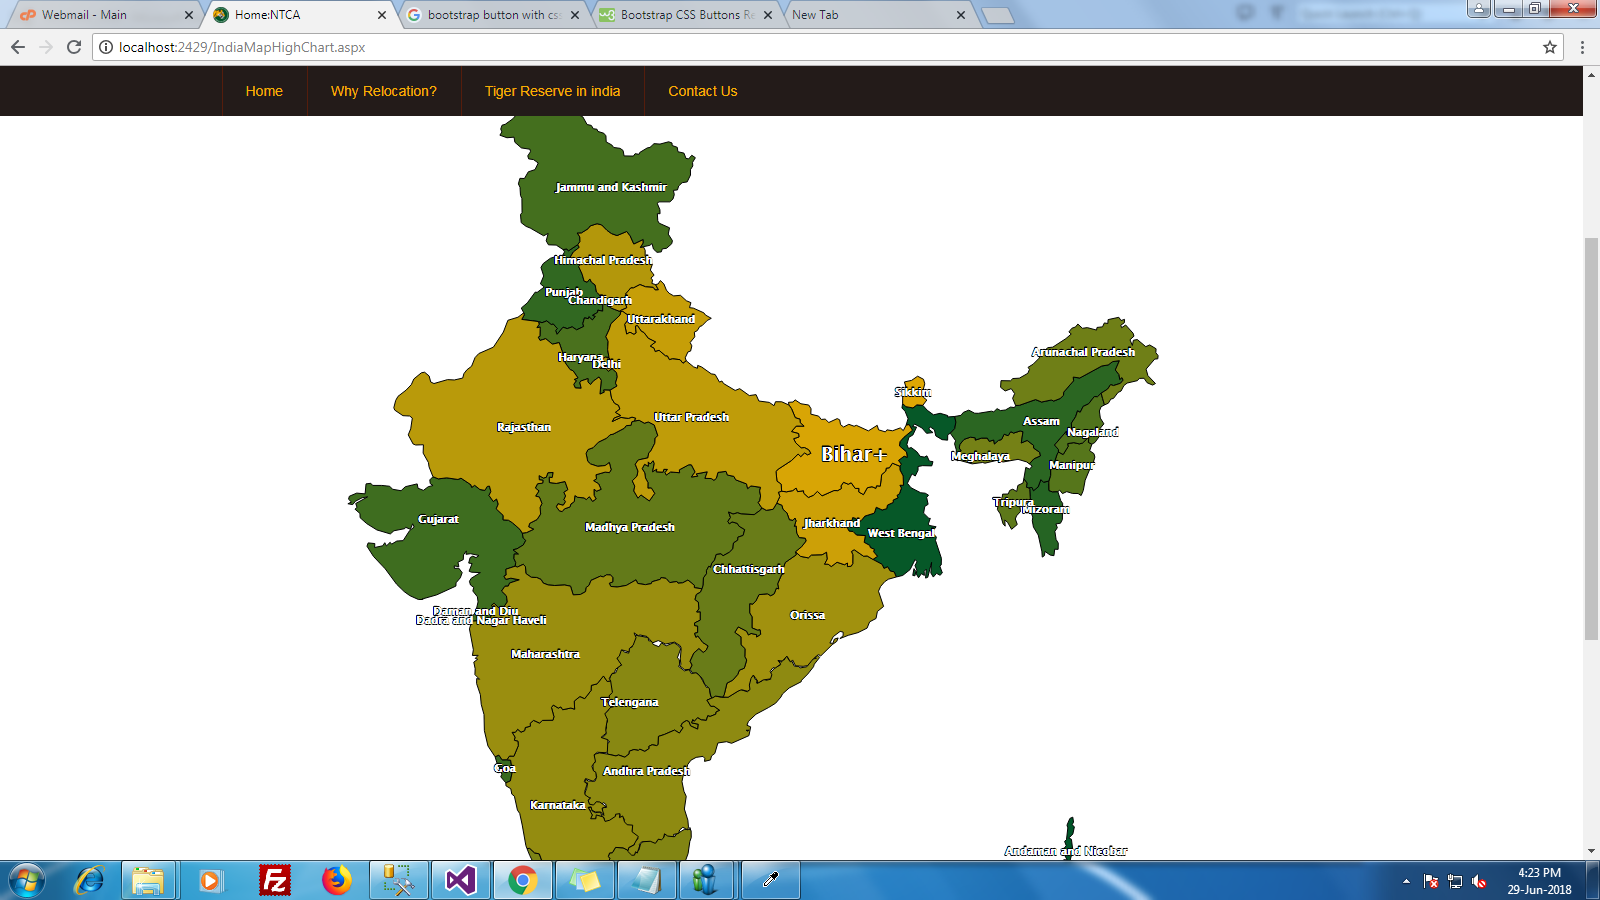 Webmail - Main
Home:NTCA
bootstrap button with cs
Bootstrap CSS Buttons Re
New Tab
localhost:2429/IndiaMapHighChart.aspx
Home
Why Relocation?
Tiger Reserve in india
Contact Us
Jammu and Kashmir
Himachal Pradesh
Punjab
Chandigarh
Uttarakhand
Haryana
Delhi
Arunachal Pradesh
Sikkim
Rajasthan
Uttar Pradesh
Assam
Nagaland
Bihar+
Meghalaya
Manipur
Tripura
Mizoram
Gujarat
Madhya Pradesh
Jharkhand
West Bengal
Chhattisgarh
Daman and Diu
Dadra and Nagar Haveli
Orissa
Maharashtra
Telengana
Goa
Andhra Pradesh
Karnataka
Andaman and Nicobar
4:23 PM
29-Jun-2018